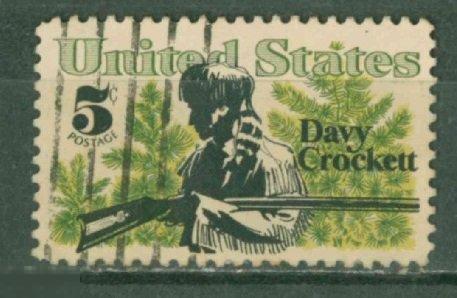 United States
5c
POSTAGE
Davy
Crockett